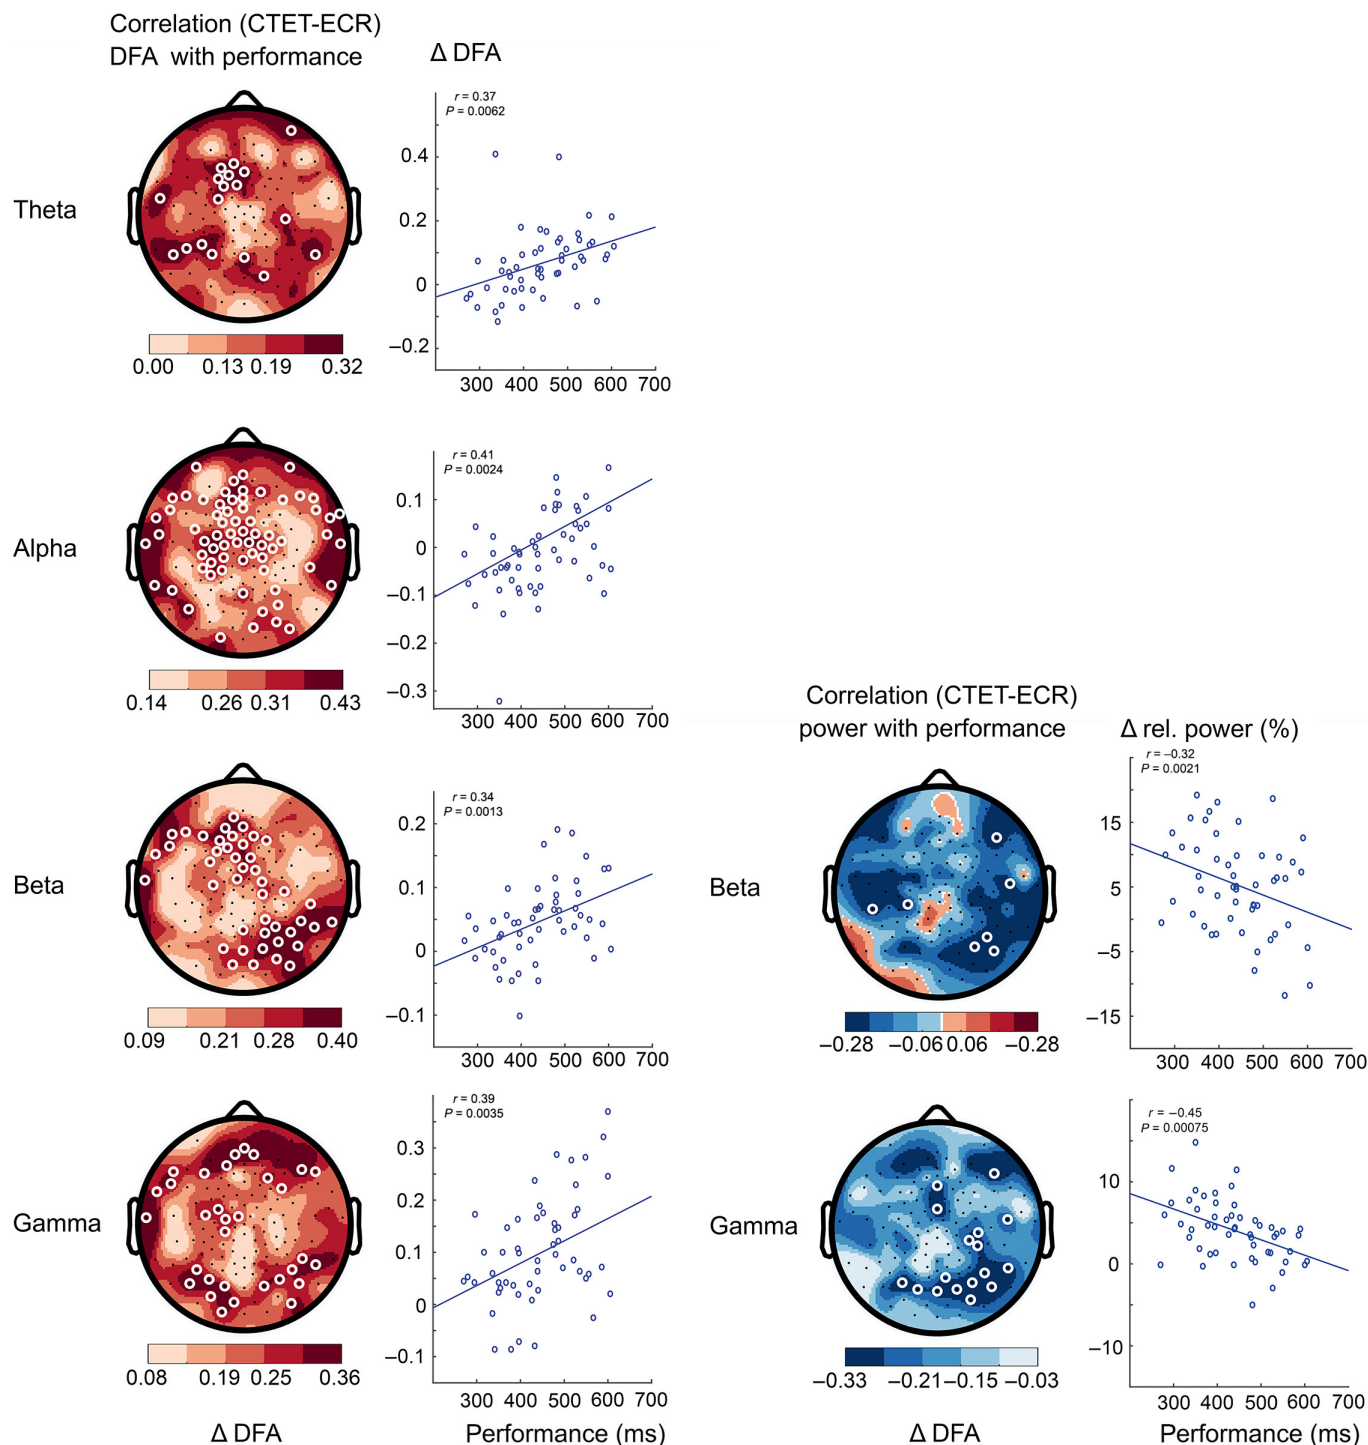 Correlation (CTET-ECR)
DFA with performance
Δ DFA
Theta
0.00 0.13 0.19 0.32
r = 0.37
P = 0.0062
0.4
0.2
0
–0.2
300 400 500 600 700
Alpha
0.14 0.26 0.31 0.43
r = 0.41
P = 0.0024
0.1
0
–0.1
–0.2
–0.3
300 400 500 600 700
Beta
0.09 0.21 0.28 0.40
r = 0.34
P = 0.0013
0.2
0.1
0
–0.1
300 400 500 600 700
Correlation (CTET-ECR)
power with performance
Δ rel. power (%)
Beta
–0.28 –0.06 0.06 –0.28
r = –0.32
P = 0.0021
15
5
–5
–15
300 400 500 600 700
Gamma
0.08 0.19 0.25 0.36
Δ DFA
r = 0.39
P = 0.0035
0.3
0.2
0.1
0
–0.1
300 400 500 600 700
Performance (ms)
Gamma
–0.33 –0.21 –0.15 –0.03
Δ DFA
r = –0.45
P = 0.00075
10
0
–10
300 400 500 600 700
Performance (ms)